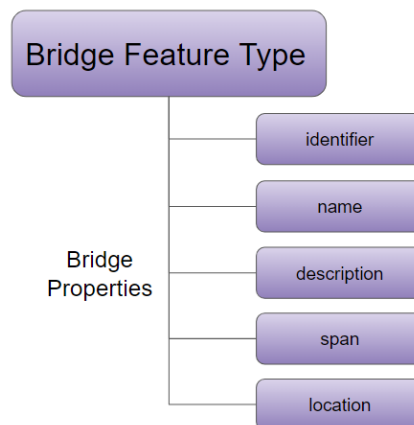 Bridge Feature Type
identifier
name
Bridge
Properties
description
span
location